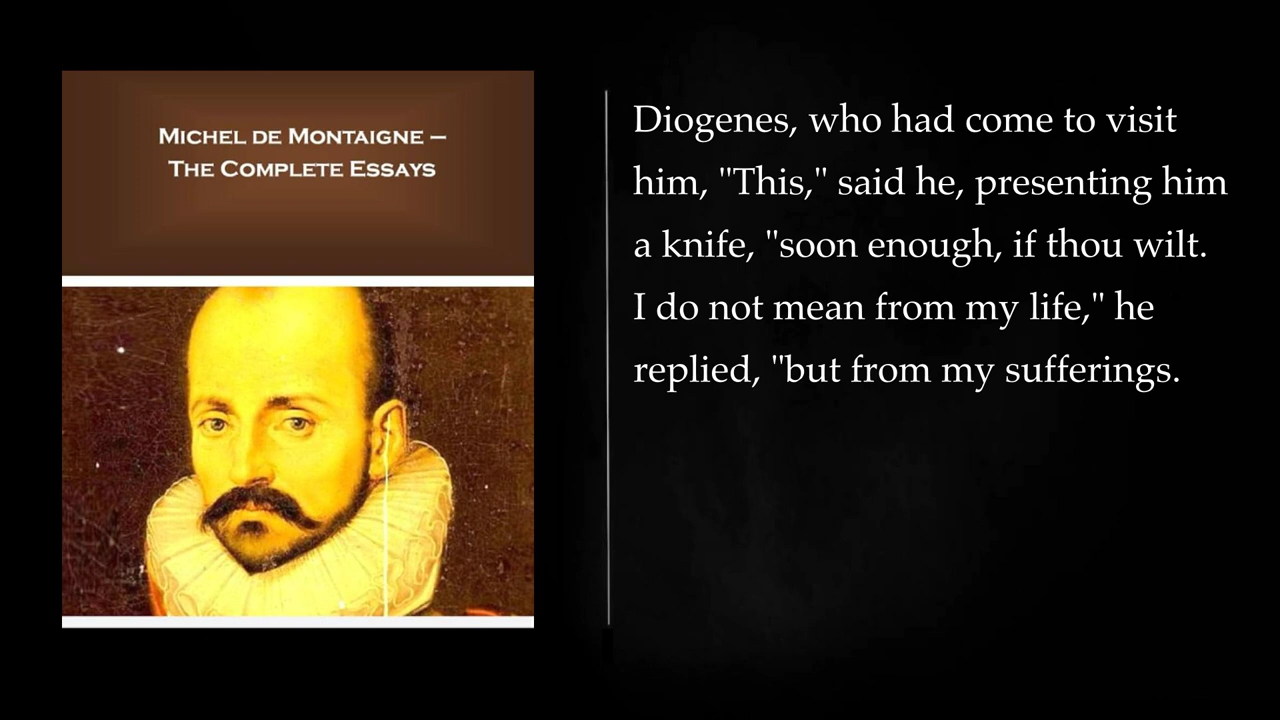 Michel de Montaigne –
The Complete Essays
Diogenes, who had come to visit
him, "This," said he, presenting him
a knife, "soon enough, if thou wilt.
I do not mean from my life," he
replied, "but from my sufferings.